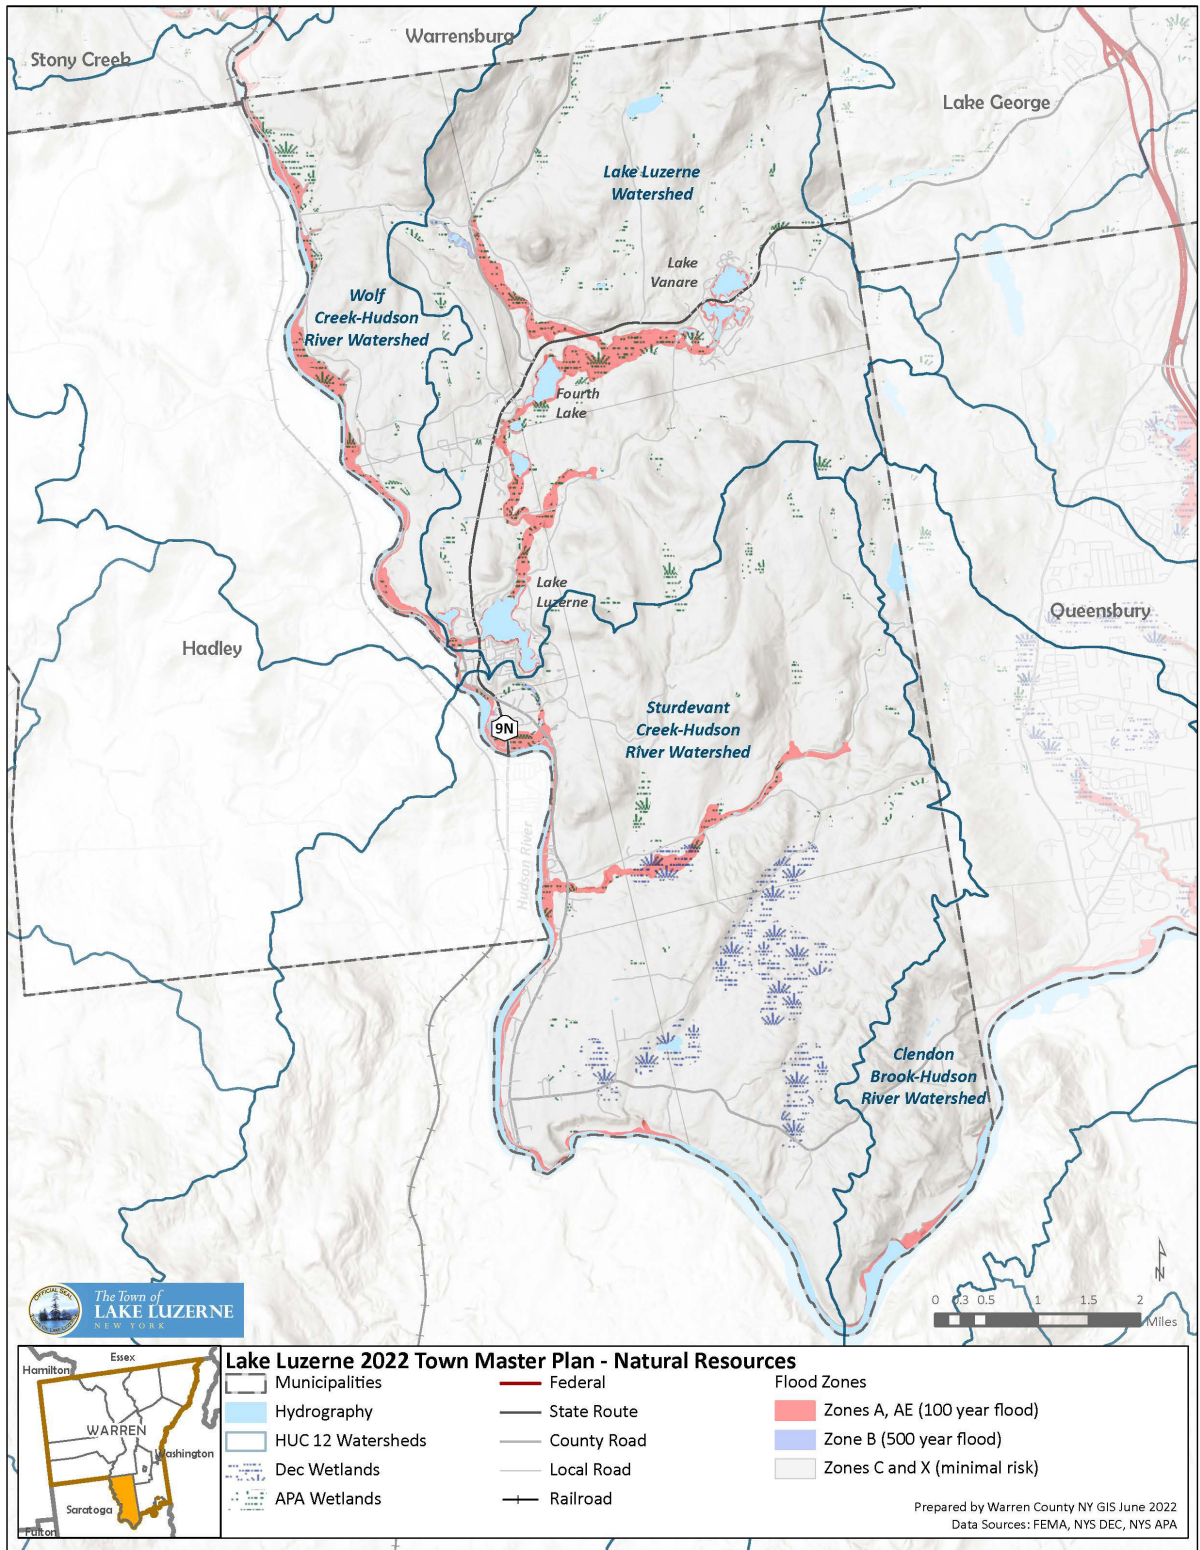 Warrensburg
Stony Creek
Lake George
Lake Luzerne
Watershed
Lake
Vanare
Wolf
Creek-Hudson
River Watershed
Fourth
Lake
Lake
Luzerne
Queensbury
Hadley
Sturdevant
Creek-Hudson
River Watershed
9N
Hudson River
Clendon
Brook-Hudson
River Watershed
N
0 0.3 0.5 1 1.5 2
Miles
OFFICIAL SEAL
The Town of
LAKE LUZERNE
NEW YORK
Essex
Hamilton
WARREN
Washington
Saratoga
Fulton
Lake Luzerne 2022 Town Master Plan - Natural Resources
Municipalities
Hydrography
HUC 12 Watersheds
Dec Wetlands
APA Wetlands
Federal
State Route
County Road
Local Road
Railroad
Flood Zones
Zones A, AE (100 year flood)
Zone B (500 year flood)
Zones C and X (minimal risk)
Prepared by Warren County NY GIS June 2022
Data Sources: FEMA, NYS DEC, NYS APA